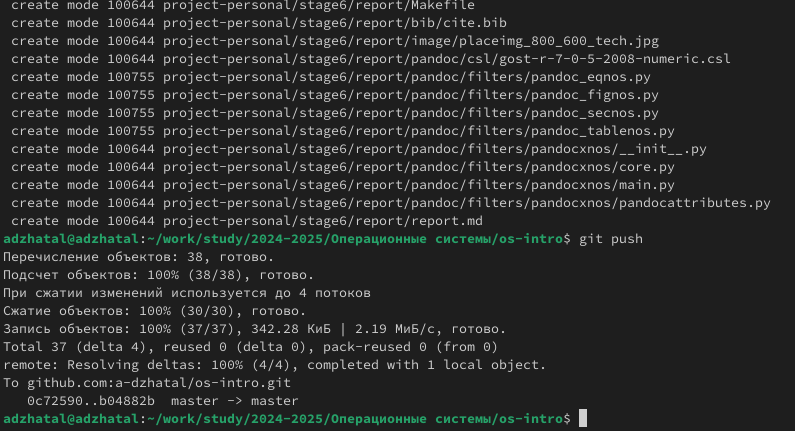 create mode 100644 project-personal/stage6/report/Makefile
create mode 100644 project-personal/stage6/report/bib/cite.bib
create mode 100644 project-personal/stage6/report/image/placeimg_800_600_tech.jpg
create mode 100644 project-personal/stage6/report/pandoc/csl/gost-r-7-0-5-2008-numeric.csl
create mode 100755 project-personal/stage6/report/pandoc/filters/pandoc_eqnos.py
create mode 100755 project-personal/stage6/report/pandoc/filters/pandoc_fignos.py
create mode 100755 project-personal/stage6/report/pandoc/filters/pandoc_secnos.py
create mode 100755 project-personal/stage6/report/pandoc/filters/pandoc_tablenos.py
create mode 100644 project-personal/stage6/report/pandoc/filters/pandocxnos/__init__.py
create mode 100644 project-personal/stage6/report/pandoc/filters/pandocxnos/core.py
create mode 100644 project-personal/stage6/report/pandoc/filters/pandocxnos/main.py
create mode 100644 project-personal/stage6/report/pandoc/filters/pandocxnos/pandocattributes.py
create mode 100644 project-personal/stage6/report/report.md
adzhatal@adzhatal:~/work/study/2024-2025/Операционные системы/os-intro$ git push
Перечисление объектов: 38, готово.
Подсчет объектов: 100% (38/38), готово.
При сжатии изменений используется до 4 потоков
Сжатие объектов: 100% (30/30), готово.
Запись объектов: 100% (37/37), 342.28 КиБ | 2.19 МиБ/с, готово.
Total 37 (delta 4), reused 0 (delta 0), pack-reused 0 (from 0)
remote: Resolving deltas: 100% (4/4), completed with 1 local object.
To github.com:a-dzhatal/os-intro.git
0c72590..b04882b  master -> master
adzhatal@adzhatal:~/work/study/2024-2025/Операционные системы/os-intro$